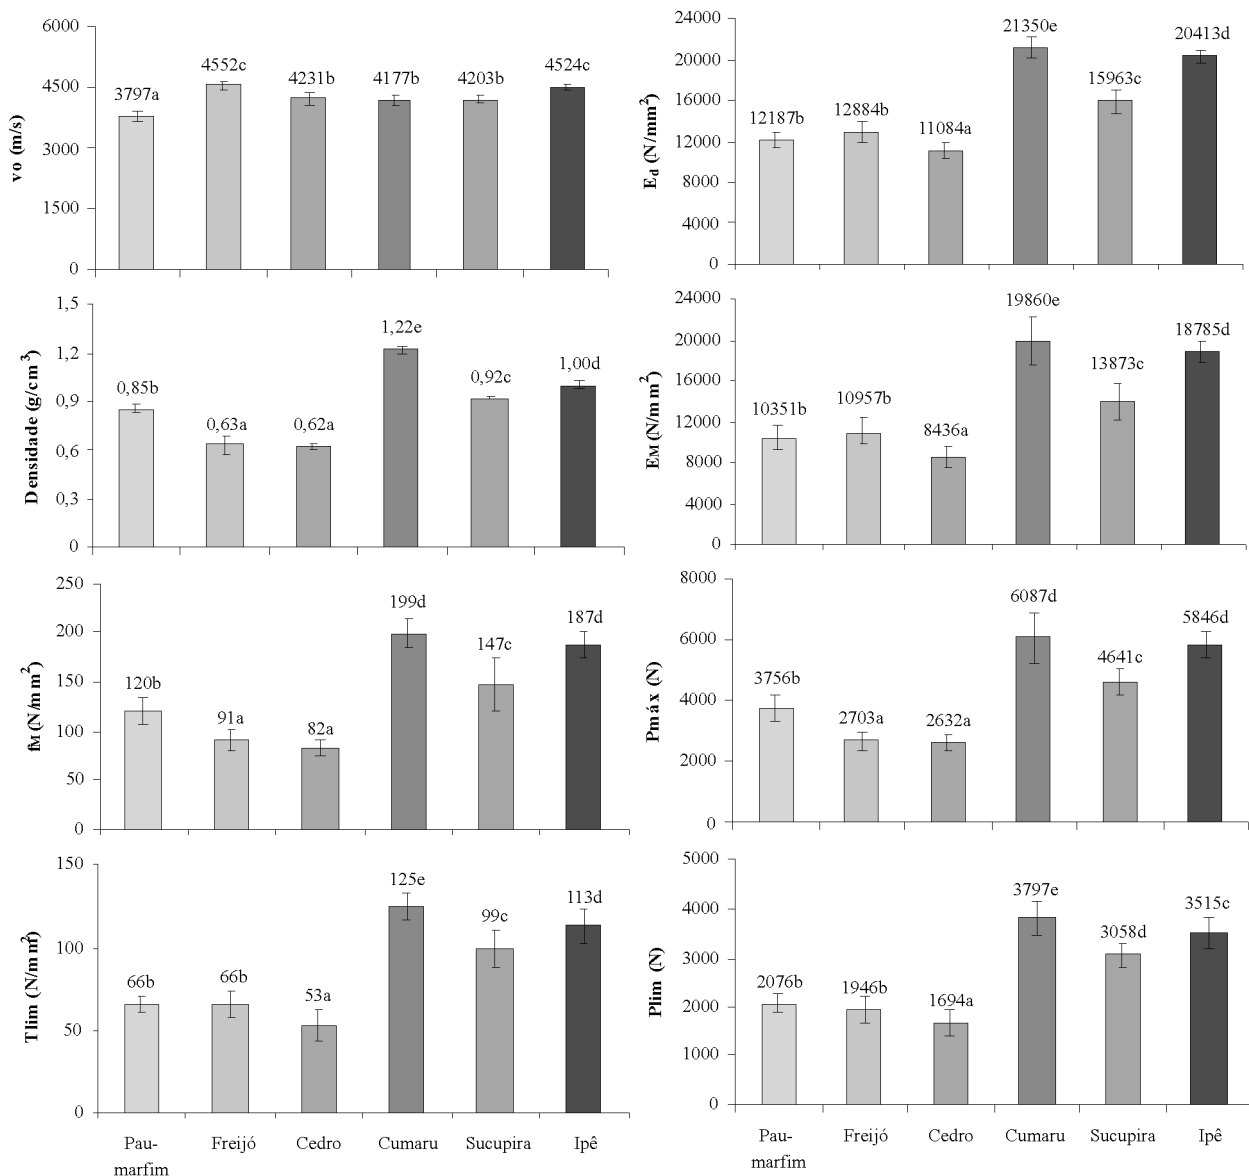 6000
4500
3000
1500
0
vo (m/s)
3797a
4552c
4231b
4177b
4203b
4524c
24000
20000
16000
12000
8000
4000
0
Ed (N/mm²)
12187b
12884b
11084a
21350e
15963c
20413d
1,5
1,2
0,9
0,6
0,3
0
Densidade (g/cm³)
0,85b
0,63a
0,62a
1,22e
0,92c
1,00d
24000
20000
16000
12000
8000
4000
0
EM (N/mm²)
10351b
10957b
8436a
19860e
13873c
18785d
250
200
150
100
50
0
fM (N/mm²)
120b
91a
82a
199d
147c
187d
8000
6000
4000
2000
0
Pmáx (N)
3756b
2703a
2632a
6087d
4641c
5846d
150
100
50
0
Tlim (N/mm²)
66b
66b
53a
125e
99c
113d
Pau-
marfim
Freijó
Cedro
Cumaru
Sucupira
Ipê
5000
4000
3000
2000
1000
0
Plim (N)
2076b
1946b
1694a
3797e
3058d
3515c
Pau-
marfim
Freijó
Cedro
Cumaru
Sucupira
Ipê